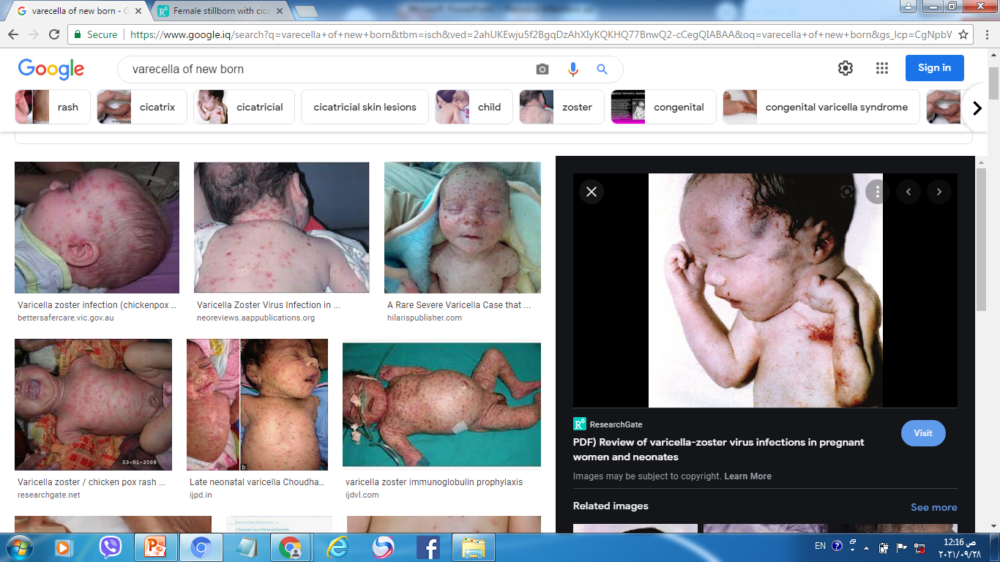 varecella of new born - G
Female stillborn with cica
Secure
https://www.google.iq/search?q=varecella+of+new+born&tbm=isch&ved=2ahUKEwju5f2BgqDzAhXIyKQKHQ77BnwQ2-cCegQIABAA&oq=varecella+of+new+born&gs_lcp=CgNpbW
Google
varecella of new born
Sign in
rash
cicatrix
cicatricial
cicatricial skin lesions
child
zoster
congenital
congenital varicella syndrome
Varicella zoster infection (chickenpox ...
bettersafercare.vic.gov.au
Varicella Zoster Virus Infection in ...
neoreviews.aappublications.org
A Rare Severe Varicella Case that ...
hilarispublisher.com
03-01-2008
b
Varicella zoster / chicken pox rash ...
researchgate.net
Late neonatal varicella Choudha...
ijpd.in
varicella zoster immunoglobulin prophylaxis
ijdvl.com
ResearchGate
PDF) Review of varicella-zoster virus infections in pregnant
women and neonates
Visit
Images may be subject to copyright. Learn More
Related images
See more
EN
12:16 ص
٢٠٢١/٠٩/٢٨